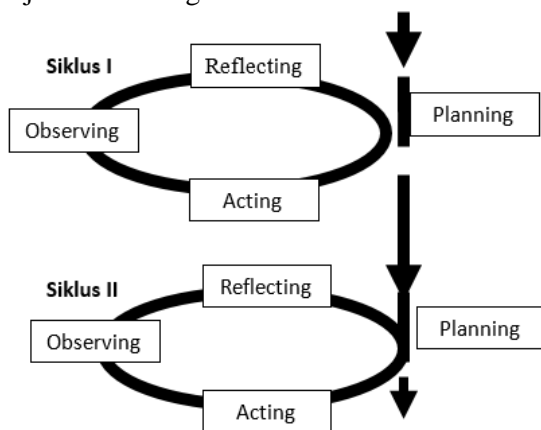 Siklus I
Reflecting
Planning
Observing
Acting
Siklus II
Reflecting
Planning
Observing
Acting